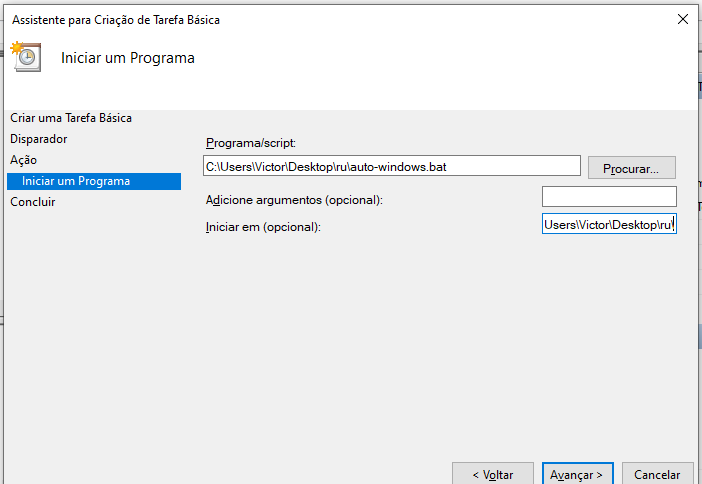 Assistente para Criação de Tarefa Básica
Iniciar um Programa
Criar uma Tarefa Básica
Disparador
Ação
Iniciar um Programa
Concluir
Programa/script:
C:\Users\Victor\Desktop\ru\auto-windows.bat
Procurar...
Adicione argumentos (opcional):
Iniciar em (opcional):
Users\Victor\Desktop\ru\
< Voltar
Avançar >
Cancelar